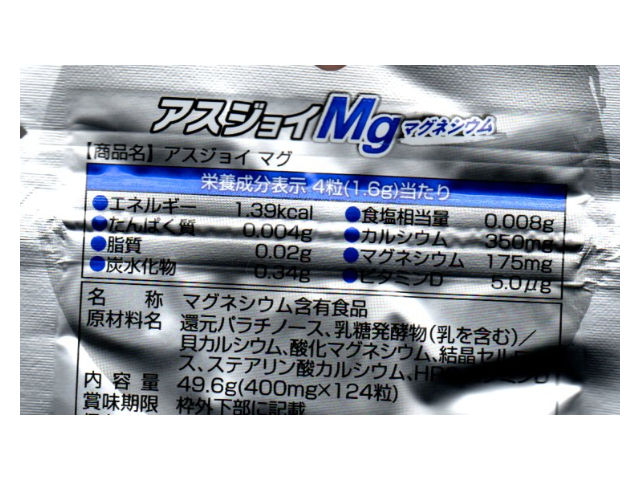 アスジョイMgマグネシウム
【商品名】アスジョイ マグ
栄養成分表示 4粒(1.6g)当たり
●エネルギー 1.39kcal ●食塩相当量 0.008g
●たんぱく質 0.004g ●カルシウム 350mg
●脂質 0.02g ●マグネシウム 175mg
●炭水化物 0.34g ●ビタミンD 5.0μg
名 称 マグネシウム含有食品
原材料名 還元パラチノース、乳糖発酵物(乳を含む)/
貝カルシウム、酸化マグネシウム、結晶セルロー
ス、ステアリン酸カルシウム、HPC、ビタミンD
内 容 量 49.6g(400mg×124粒)
賞味期限 枠外下部に記載